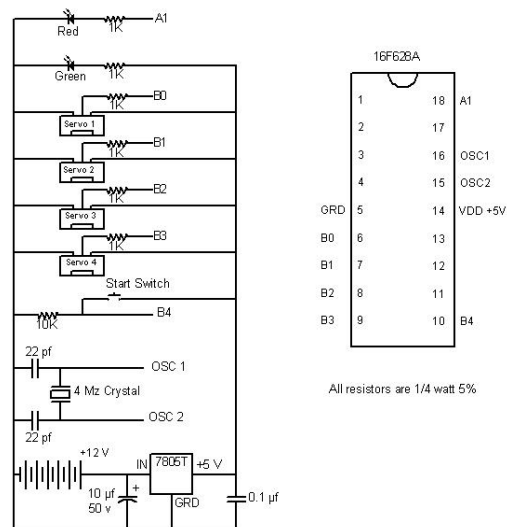 Red
1K
A1
Green
1K
Servo 1
1K
B0
Servo 2
1K
B1
Servo 3
1K
B2
Servo 4
1K
B3
Start Switch
10K
B4
22 pf
OSC 1
4 Mz Crystal
OSC 2
22 pf
+12 V
IN
7805T
+5 V
GRD
10 µf
50 v
+
0.1 µf
16F628A
1
18
A1
2
17
3
16
OSC1
4
15
OSC2
GRD
5
14
VDD +5V
B0
6
13
B1
7
12
B2
8
11
B3
9
10
B4
All resistors are 1/4 watt 5%